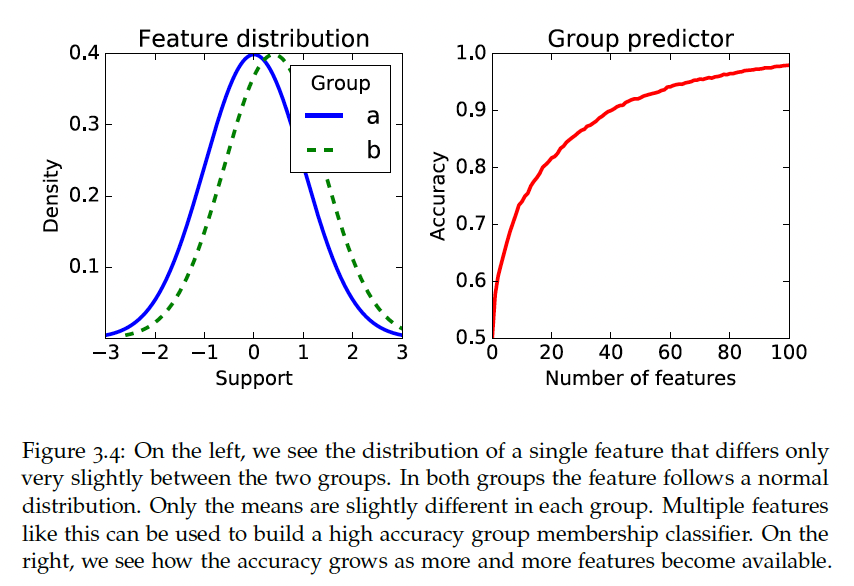 Feature distribution
Group predictor
0.4
0.3
0.2
0.1
Density
Group
a
b
−3 −2 −1 0 1 2 3
Support
1.0
0.9
0.8
0.7
0.6
0.5
Accuracy
0 20 40 60 80 100
Number of features
Figure 3.4: On the left, we see the distribution of a single feature that differs only
very slightly between the two groups. In both groups the feature follows a normal
distribution. Only the means are slightly different in each group. Multiple features
like this can be used to build a high accuracy group membership classifier. On the
right, we see how the accuracy grows as more and more features become available.